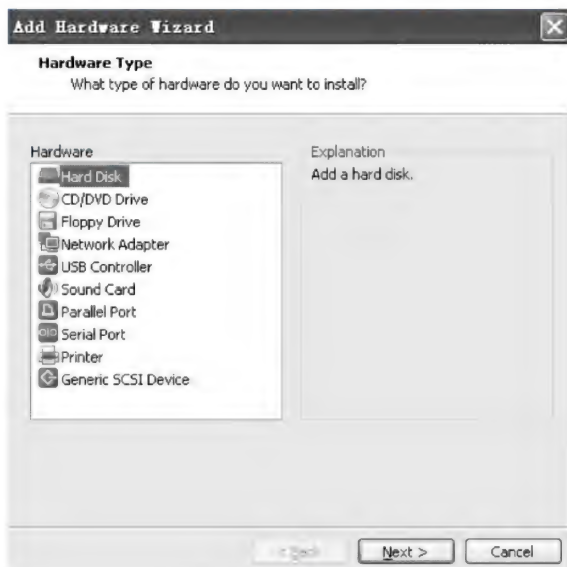 Add Hardware Wizard
Hardware Type
What type of hardware do you want to install?
Hardware
Explanation
Hard Disk
Add a hard disk.
CD/DVD Drive
Floppy Drive
Network Adapter
USB Controller
Sound Card
Parallel Port
Serial Port
Printer
Generic SCSI Device
< Back
Next >
Cancel